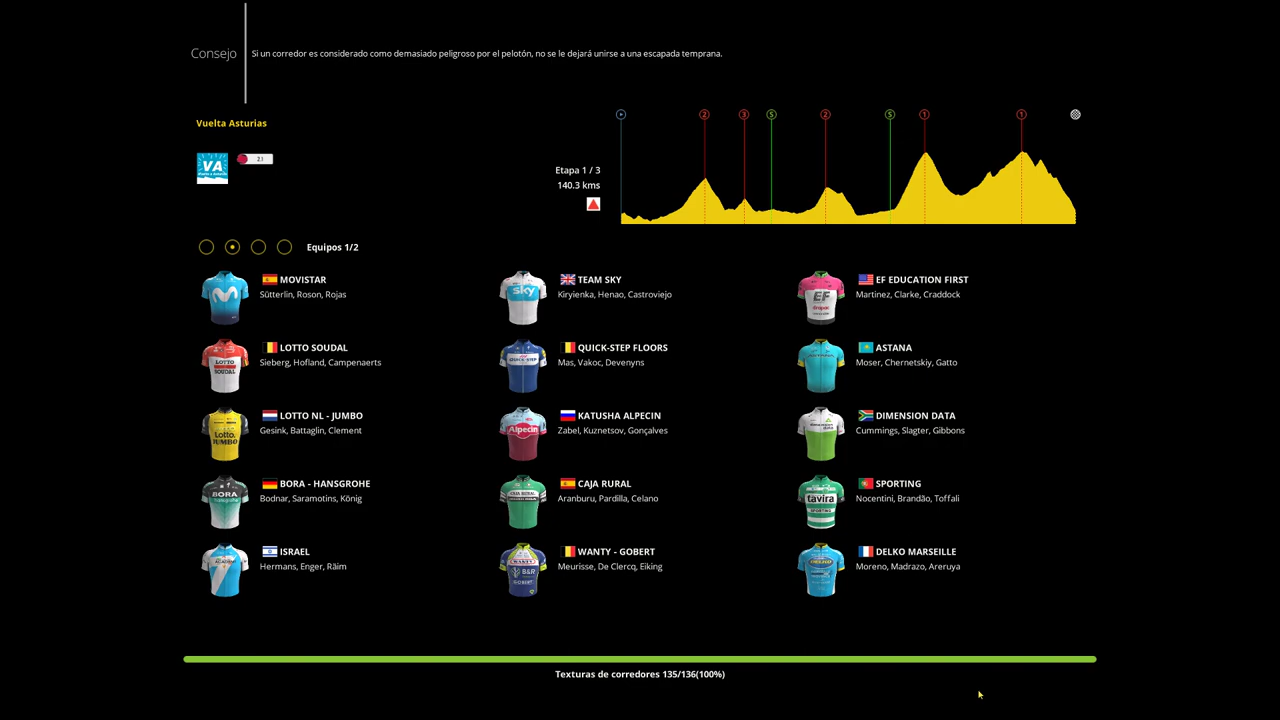 Consejo
Si un corredor es considerado como demasiado peligroso por el pelotón, no se le dejará unirse a una escapada temprana.
Vuelta Asturias
VA
2.1
Etapa 1 / 3
140.3 kms
2 3 S 2 S 1 1
Equipos 1/2
MOVISTAR
Sütterlin, Roson, Rojas
TEAM SKY
Kiryienka, Henao, Castroviejo
EF EDUCATION FIRST
Martinez, Clarke, Craddock
LOTTO SOUDAL
Sieberg, Hofland, Campenaerts
QUICK-STEP FLOORS
Mas, Vakoc, Devenyns
ASTANA
Moser, Chernetskiy, Gatto
LOTTO NL - JUMBO
Gesink, Battaglin, Clement
KATUSHA ALPECIN
Zabel, Kuznetsov, Gonçalves
DIMENSION DATA
Cummings, Slagter, Gibbons
BORA - HANSGROHE
Bodnar, Saramotins, König
CAJA RURAL
Aranburu, Pardilla, Celano
SPORTING
Nocentini, Brandão, Toffali
ISRAEL
Hermans, Enger, Räim
WANTY - GOBERT
Meurisse, De Clercq, Eiking
DELKO MARSEILLE
Moreno, Madrazo, Areruya
Texturas de corredores 135/136(100%)